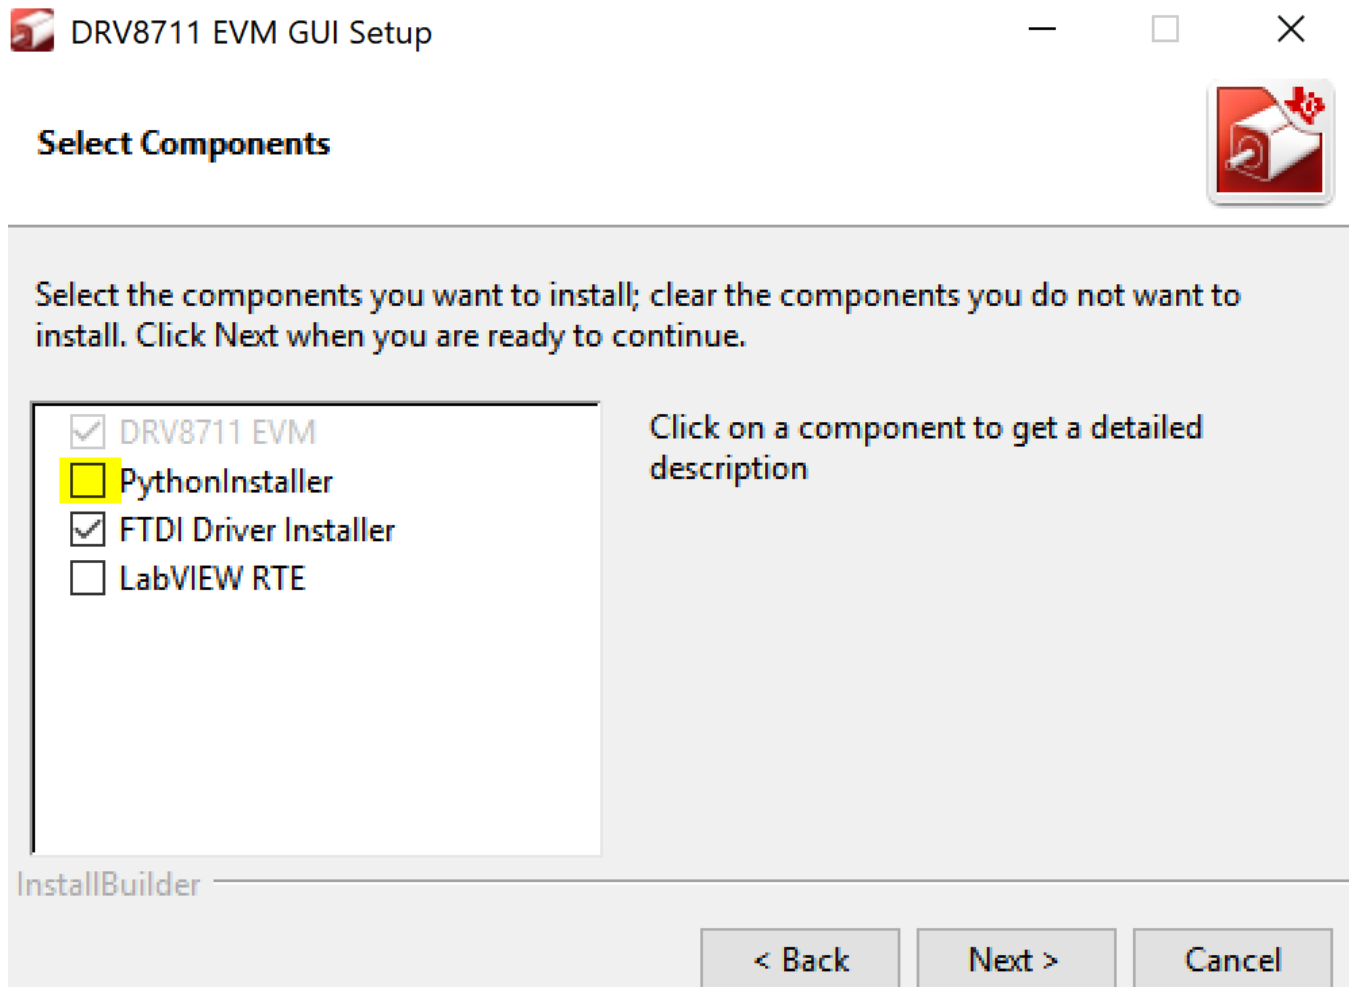 DRV8711 EVM GUI Setup
Select Components
Select the components you want to install; clear the components you do not want to
install. Click Next when you are ready to continue.
DRV8711 EVM
PythonInstaller
FTDI Driver Installer
LabVIEW RTE
Click on a component to get a detailed
description
InstallBuilder
< Back
Next >
Cancel